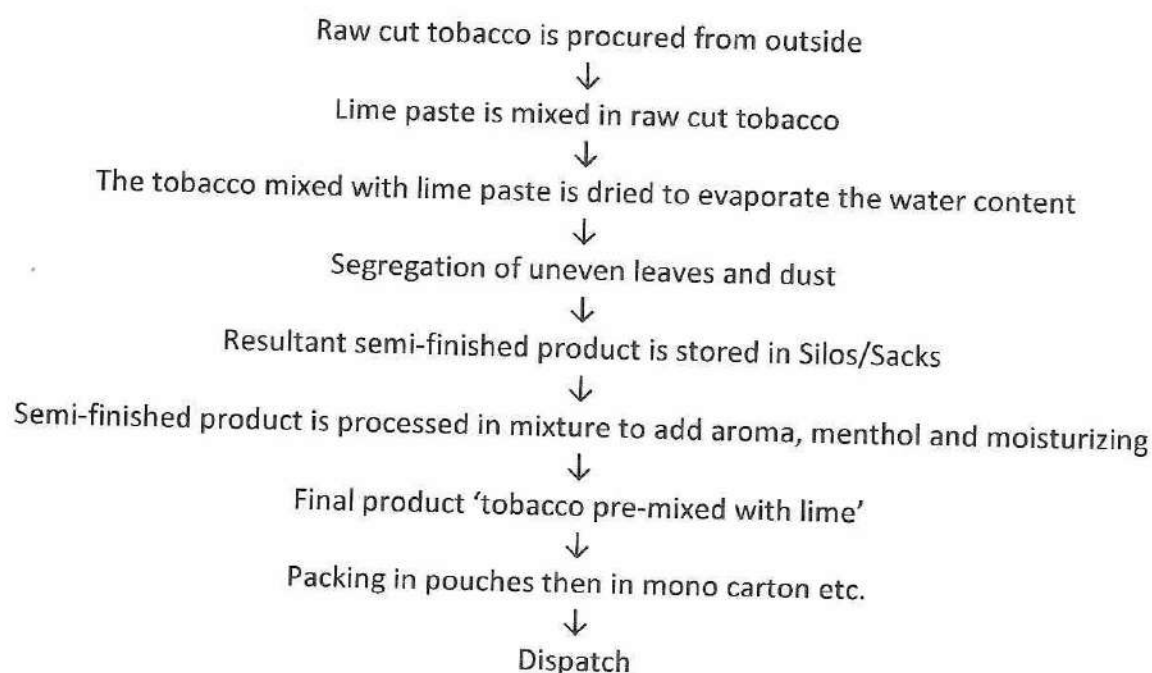 Raw cut tobacco is procured from outside
↓
Lime paste is mixed in raw cut tobacco
↓
The tobacco mixed with lime paste is dried to evaporate the water content
↓
Segregation of uneven leaves and dust
↓
Resultant semi-finished product is stored in Silos/Sacks
↓
Semi-finished product is processed in mixture to add aroma, menthol and moisturizing
↓
Final product ‘tobacco pre-mixed with lime’
↓
Packing in pouches then in mono carton etc.
↓
Dispatch